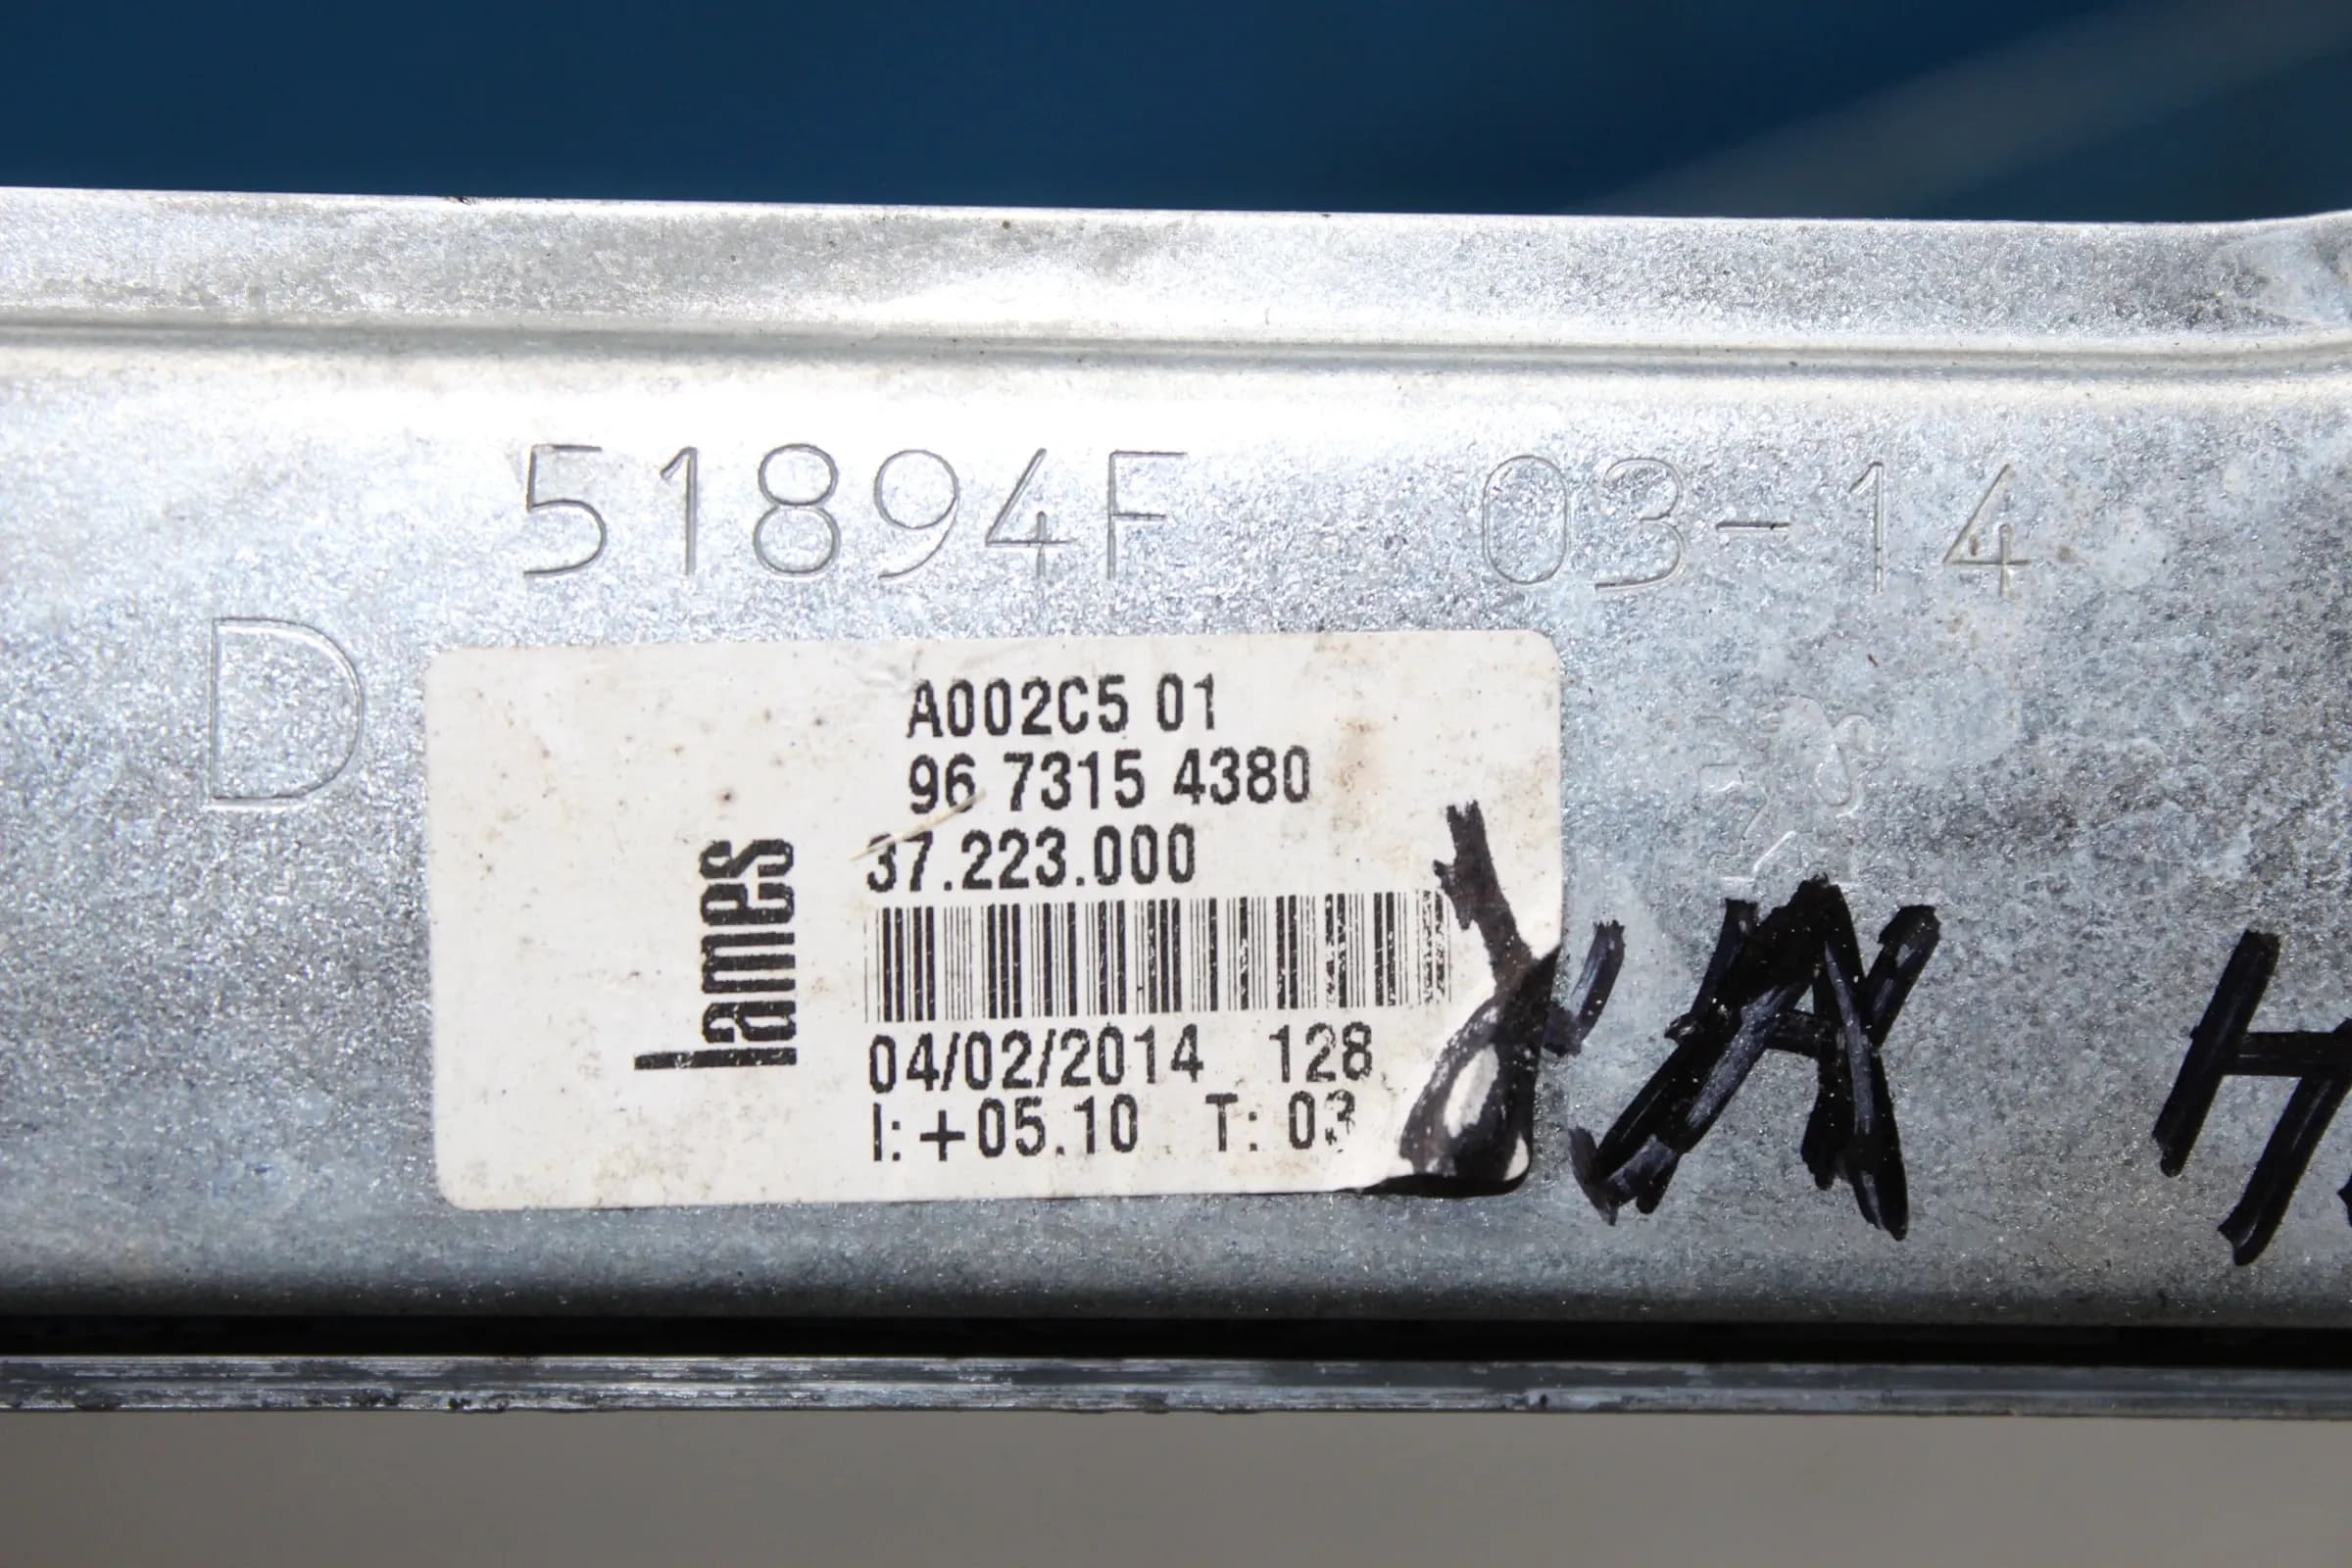 51894F 03-14
D
A002C5 01
96 7315 4380
37.223.000
lames
04/02/2014 128
I: +05.10 T: 03